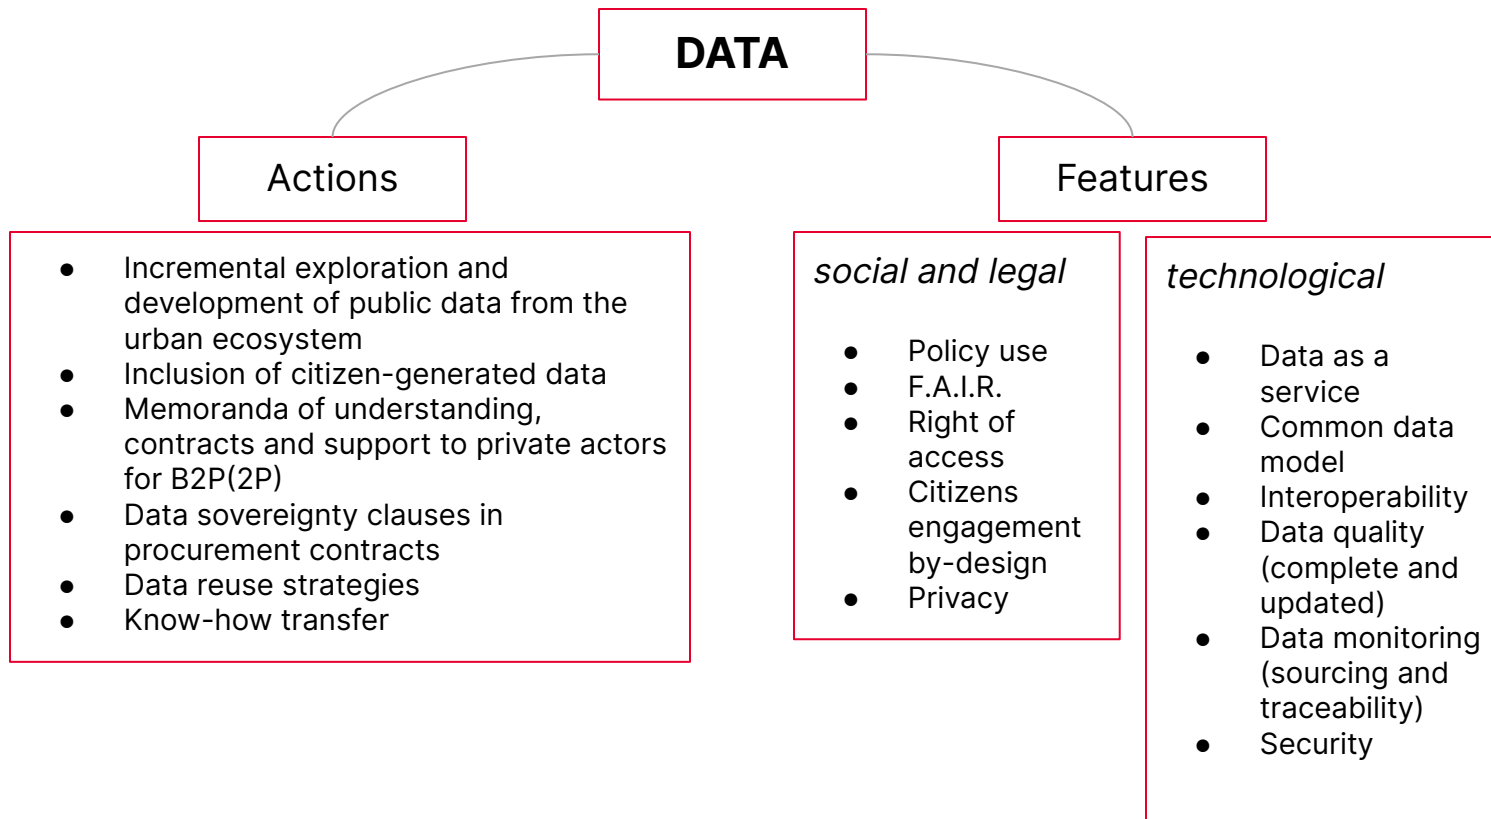 DATA
Actions
Features
● Incremental exploration and
development of public data from the
urban ecosystem
● Inclusion of citizen-generated data
● Memoranda of understanding,
contracts and support to private actors
for B2P(2P)
● Data sovereignty clauses in
procurement contracts
● Data reuse strategies
● Know-how transfer
social and legal
● Policy use
● F.A.I.R.
● Right of
access
● Citizens
engagement
by-design
● Privacy
technological
● Data as a
service
● Common data
model
● Interoperability
● Data quality
(complete and
updated)
● Data monitoring
(sourcing and
traceability)
● Security